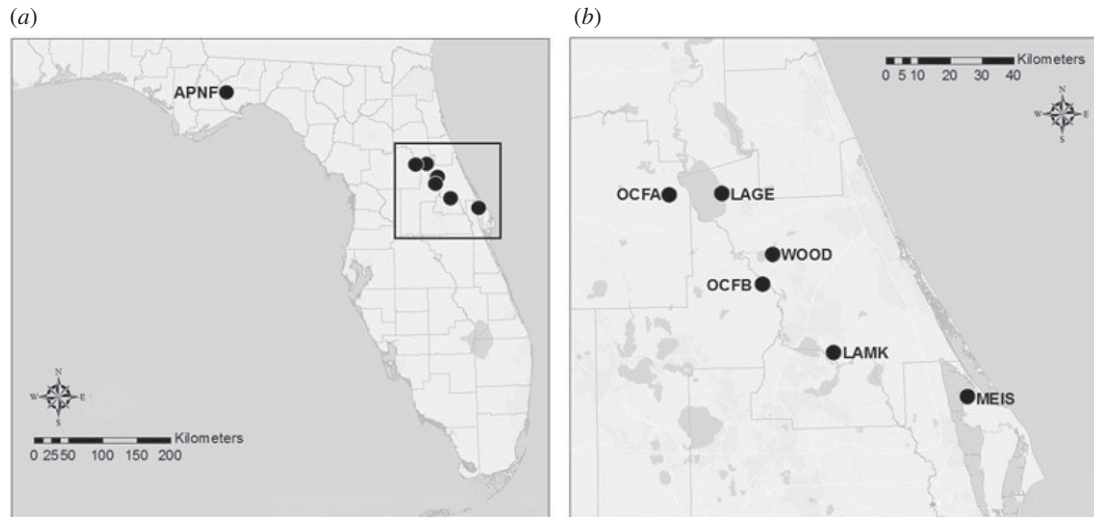 (a)
APNF
N
W E
S
Kilometers
0 25 50 100 150 200
(b)
Kilometers
0 5 10 20 30 40
N
W E
S
OCFA
LAGE
WOOD
OCFB
LAMK
MEIS